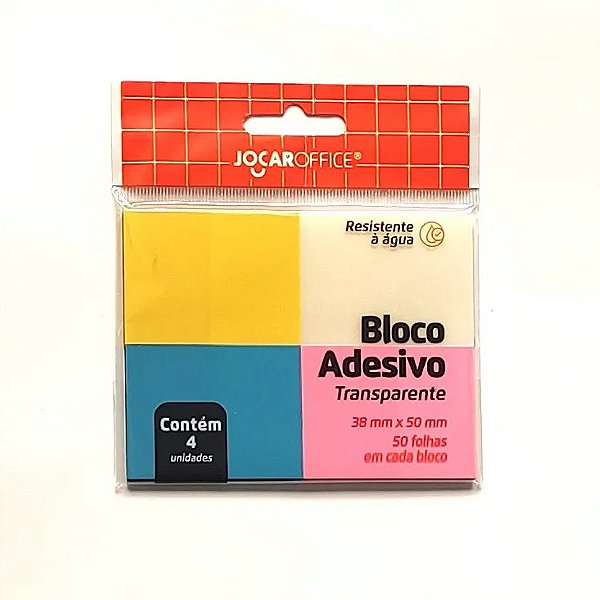 JOCAROFFICE®
Resistente
à água
Bloco
Adesivo
Transparente
38 mm x 50 mm
50 folhas
em cada bloco
Contém
4
unidades